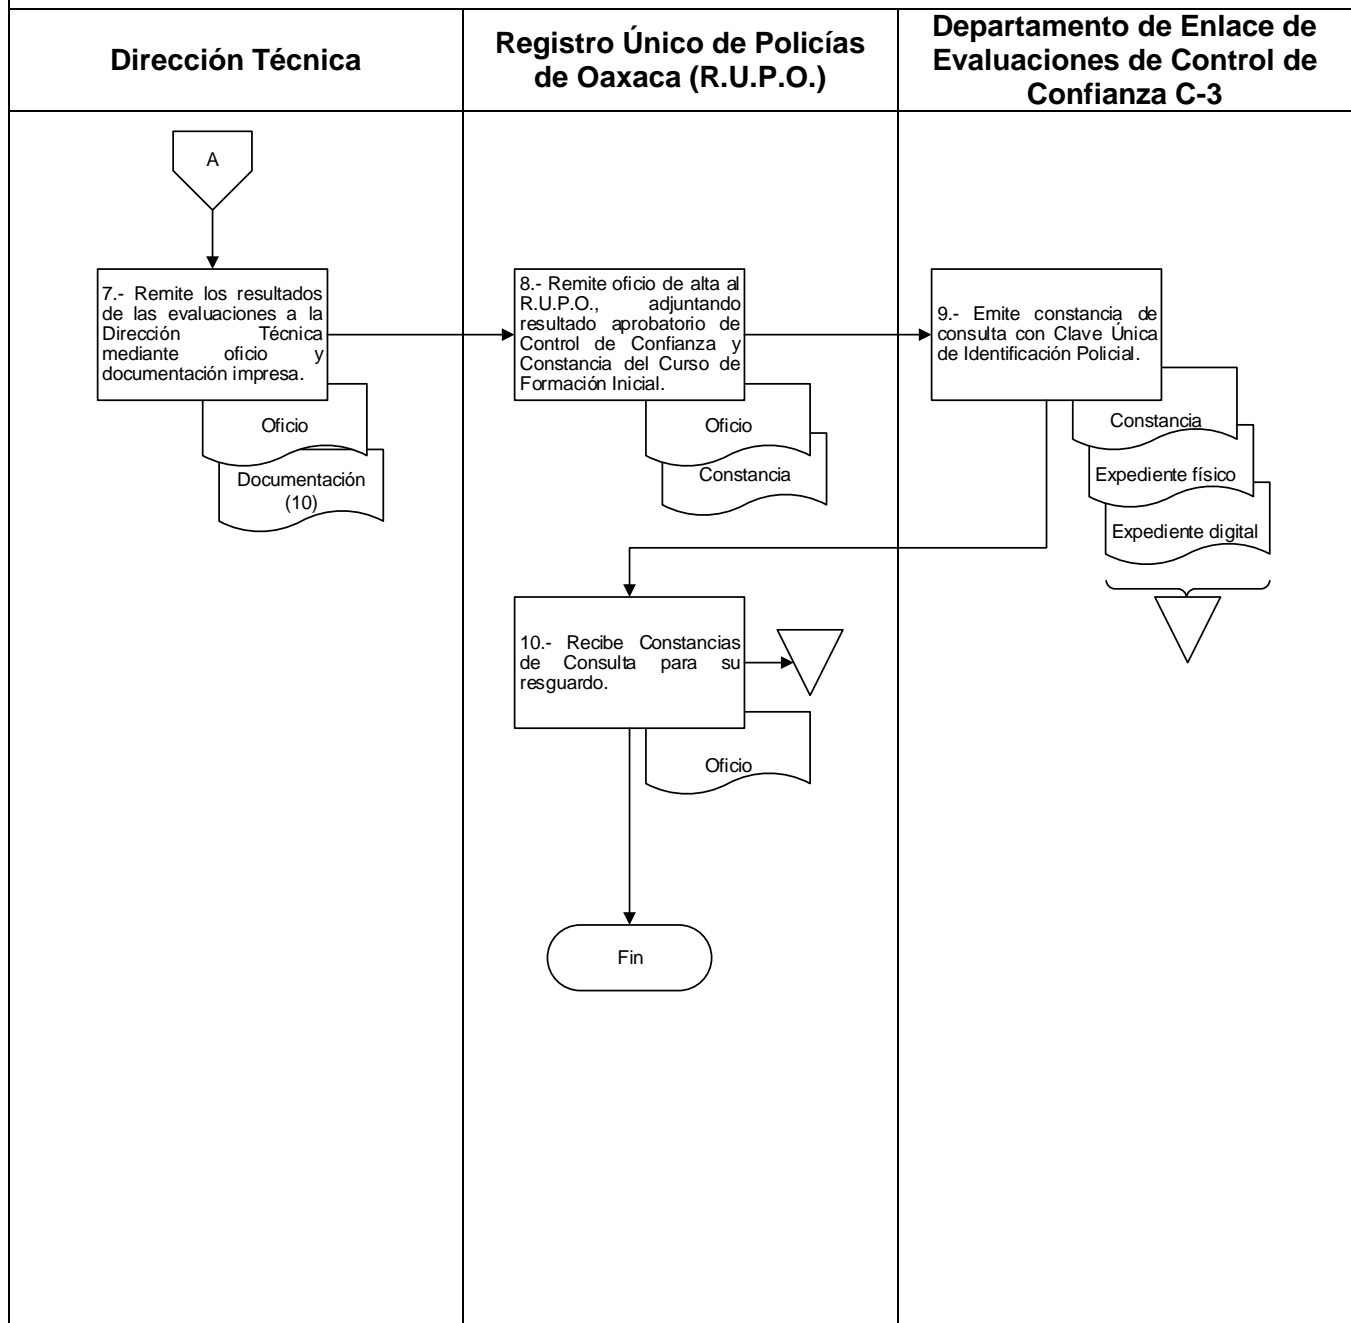 Dirección Técnica
Registro Único de Policías
de Oaxaca (R.U.P.O.)
Departamento de Enlace de
Evaluaciones de Control de
Confianza C-3
A
7.- Remite los resultados
de las evaluaciones a la
Dirección Técnica
mediante oficio y
documentación impresa.
Oficio
Documentación
(10)
8.- Remite oficio de alta al
R.U.P.O., adjuntando
resultado aprobatorio de
Control de Confianza y
Constancia del Curso de
Formación Inicial.
Oficio
Constancia
9.- Emite constancia de
consulta con Clave Única
de Identificación Policial.
Constancia
Expediente físico
Expediente digital
10.- Recibe Constancias
de Consulta para su
resguardo.
Oficio
Fin